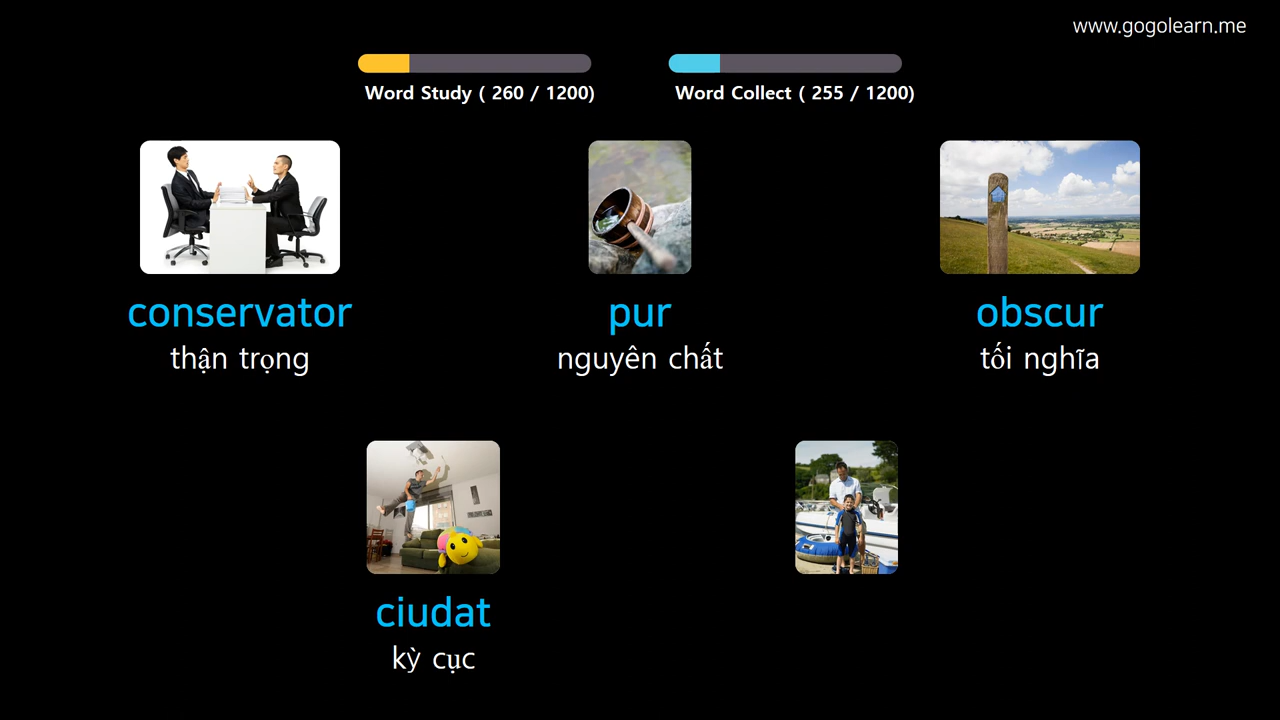 www.gogolearn.me
Word Study ( 260 / 1200)
Word Collect ( 255 / 1200)
conservator
thận trọng
pur
nguyên chất
obscur
tối nghĩa
ciudat
kỳ cục